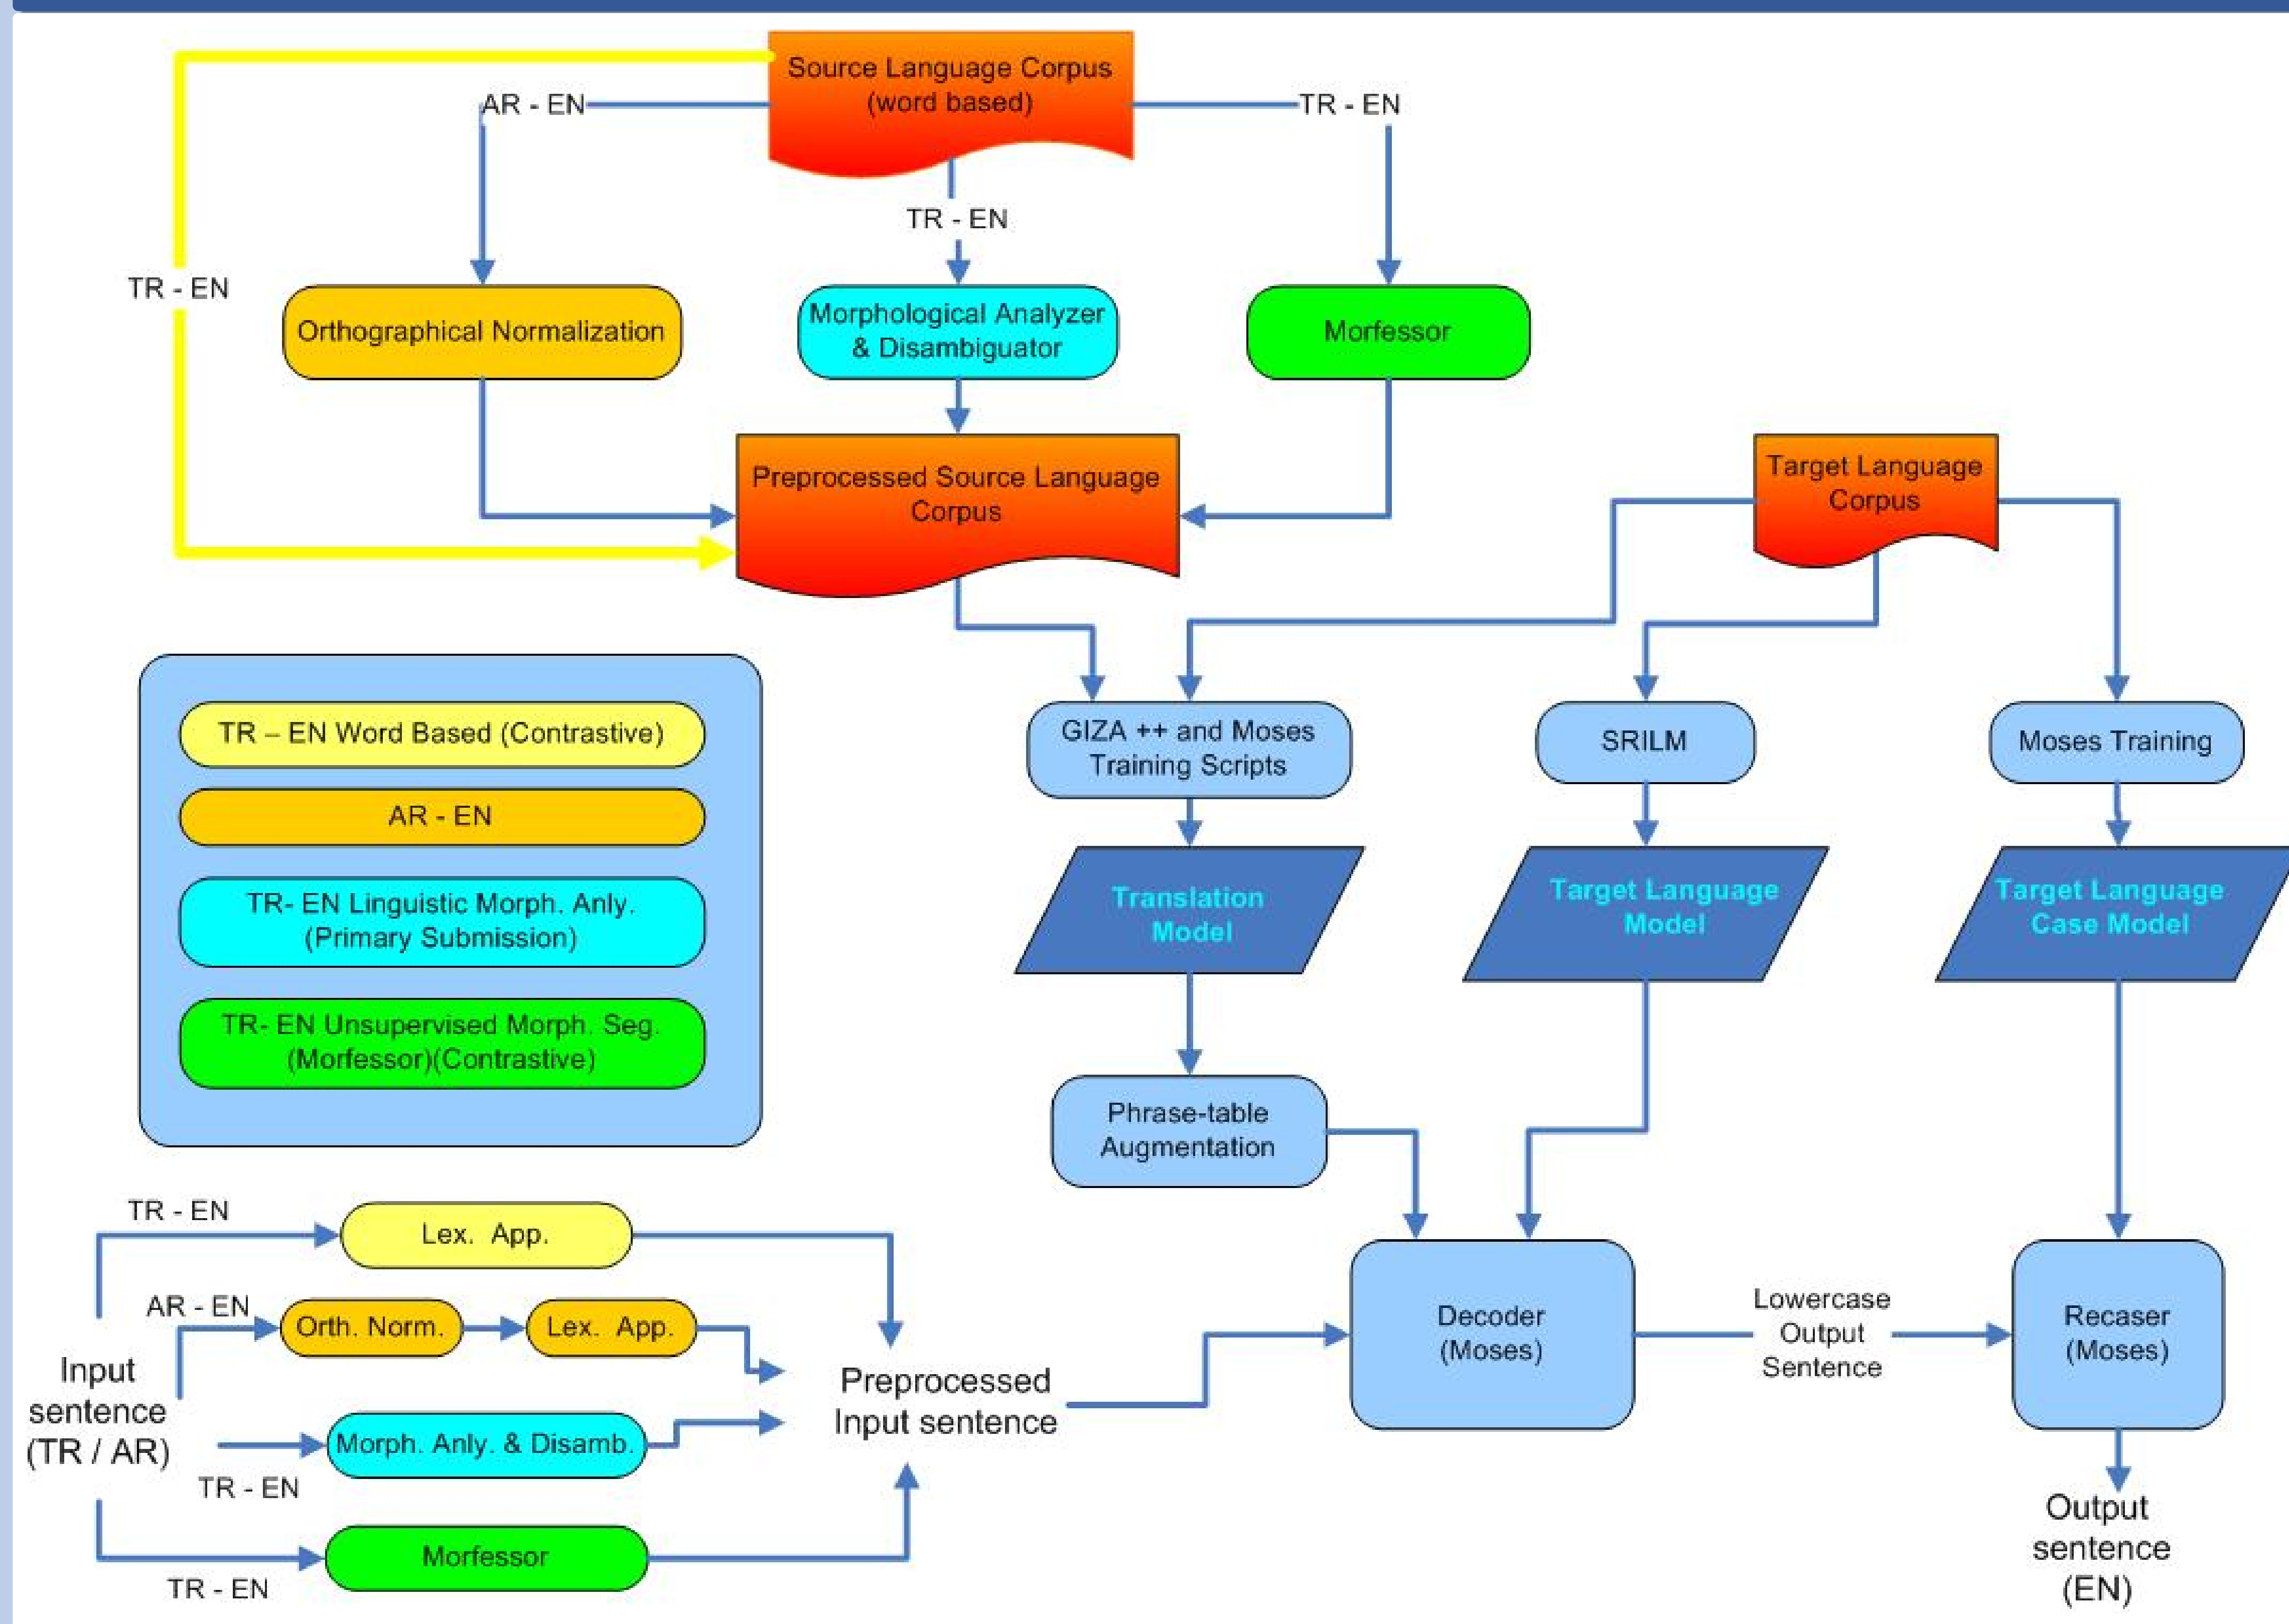 Source Language Corpus
(word based)
AR - EN
TR - EN
TR - EN
TR - EN
Orthographical Normalization
Morphological Analyzer
& Disambiguator
Morfessor
Preprocessed Source Language
Corpus
Target Language
Corpus
TR – EN Word Based (Contrastive)
AR - EN
TR- EN Linguistic Morph. Anly.
(Primary Submission)
TR- EN Unsupervised Morph. Seg.
(Morfessor)(Contrastive)
GIZA ++ and Moses
Training Scripts
SRILM
Moses Training
Translation
Model
Target Language
Model
Target Language
Case Model
Phrase-table
Augmentation
TR - EN
Lex. App.
AR - EN
Orth. Norm.
Lex. App.
Input
sentence
(TR / AR)
Morph. Anly. & Disamb.
TR - EN
Morfessor
TR - EN
Preprocessed
Input sentence
Decoder
(Moses)
Lowercase
Output
Sentence
Recaser
(Moses)
Output
sentence
(EN)